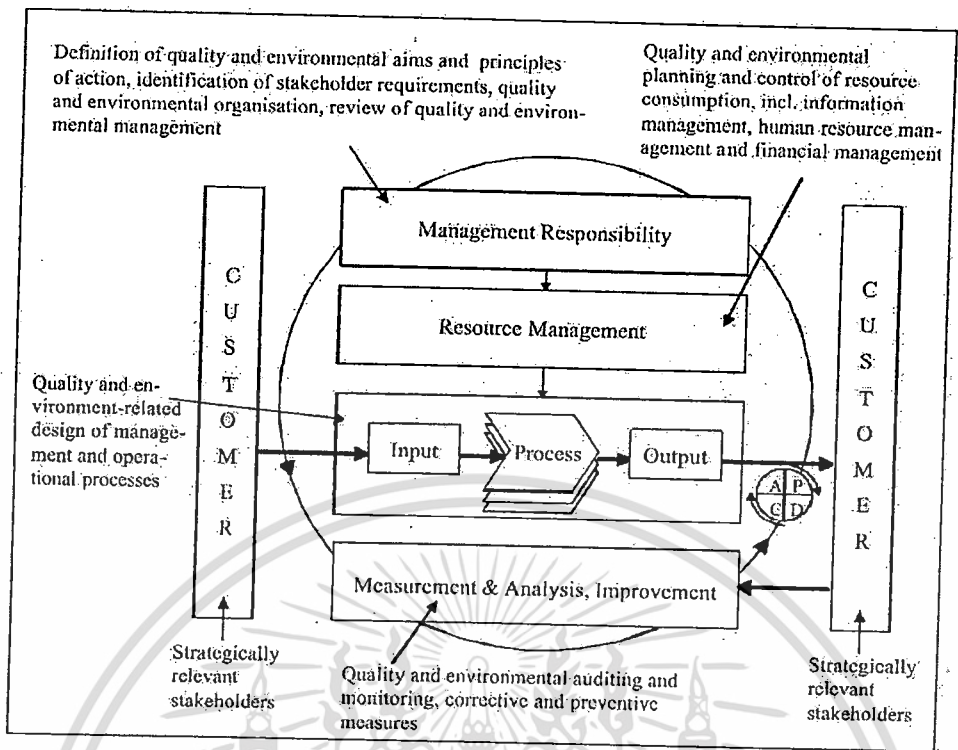 Definition of quality and environmental aims and principles
of action, identification of stakeholder requirements, quality
and environmental organisation, review of quality and environ-
mental management
Quality and environmental
planning and control of resource
consumption, incl. information
management, human resource man-
agement and financial management
Management Responsibility
Resource Management
C
U
S
T
O
M
E
R
Quality and en-
vironment-related
design of manage-
ment and opera-
tional processes
Input
Process
Output
A P
C D
C
U
S
T
O
M
E
R
Measurement & Analysis, Improvement
Strategically
relevant
stakeholders
Quality and environmental auditing and
monitoring, corrective and preventive
measures
Strategically
relevant
stakeholders